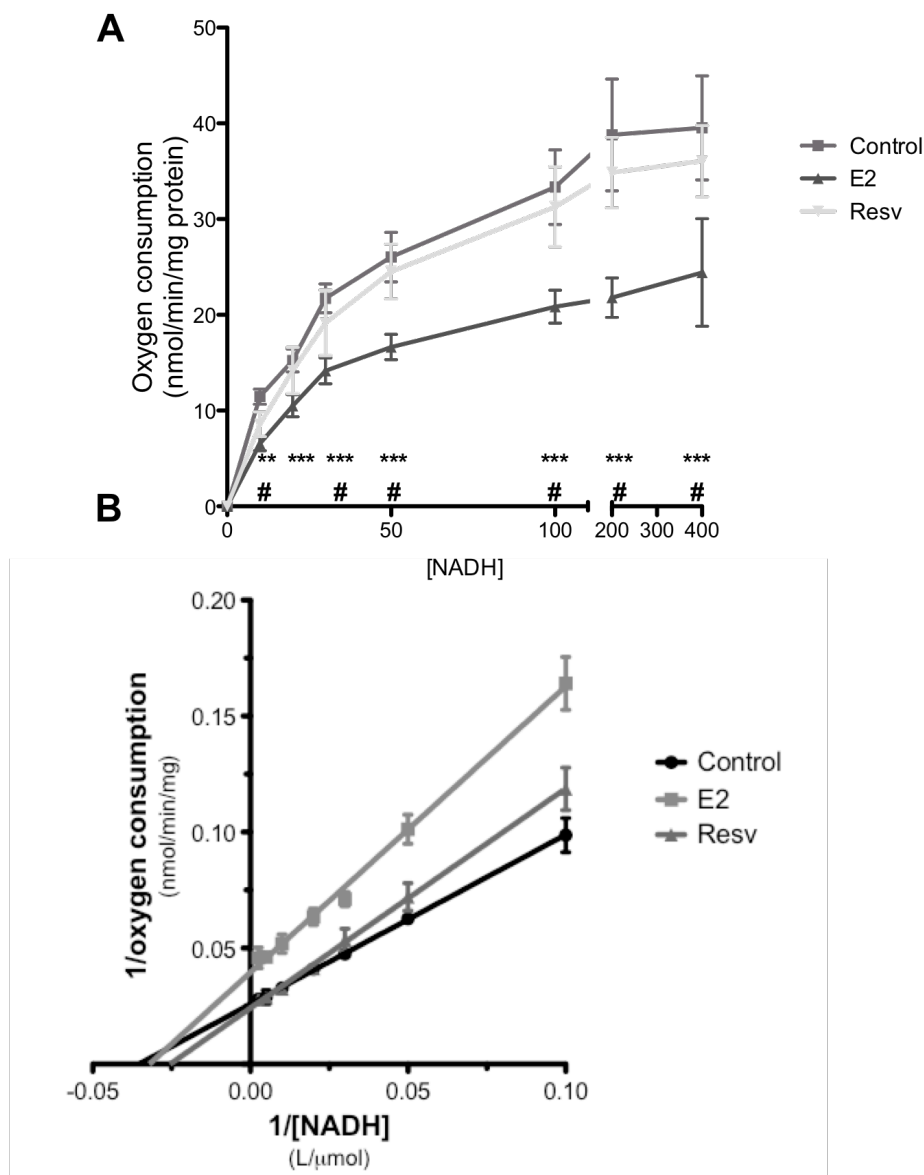 A
Oxygen consumption
(nmol/min/mg protein)
50
40
30
20
10
0
** *** *** *** *** *** ***
# # # # # #
0 50 100 200 300 400
[NADH]
Control
E2
Resv
B
1/oxygen consumption
(nmol/min/mg)
0.20
0.15
0.10
0.05
-0.05 0.00 0.05 0.10
1/[NADH]
(L/μmol)
Control
E2
Resv